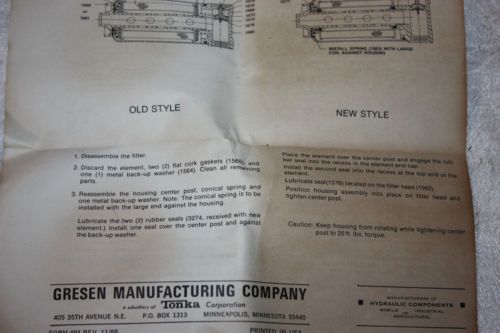 1081
INSTALL SPRING (1582) WITH LARGE
COIL AGAINST HOUSING
OLD STYLE
NEW STYLE
1. Disassemble the filter.
2. Discard the element, two (2) flat cork gaskets (1565), and
one (1) metal back-up washer (1564). Clean all remaining
parts.
3. Reassemble the housing center post, conical spring and
one metal back-up washer. Note: The conical spring is to be
installed with the large end against the housing.
Lubricate the two (2) rubber seals (3274, received with new
element.) Install one seal over the center post and against
the back-up washer.
Place the element over the center post and engage the rub-
ber seal into the recess in the element end cap.
Install the second seal into the recess at the top end of the
element.
Lubricate seal (1576) located on the filter head (1560).
Position housing assembly into place on filter head and
tighten center post.
Caution: Keep housing from rotating while tightening center
post to 20 ft. lbs. torque.
GRESEN MANUFACTURING COMPANY
a subsidiary of Tonka Corporation
405 35TH AVENUE N.E. P.O. BOX 1313 MINNEAPOLIS, MINNESOTA 55440
MANUFACTURERS OF
HYDRAULIC COMPONENTS
MOBILE INDUSTRIAL
AGRICULTURAL
PRINTED IN USA